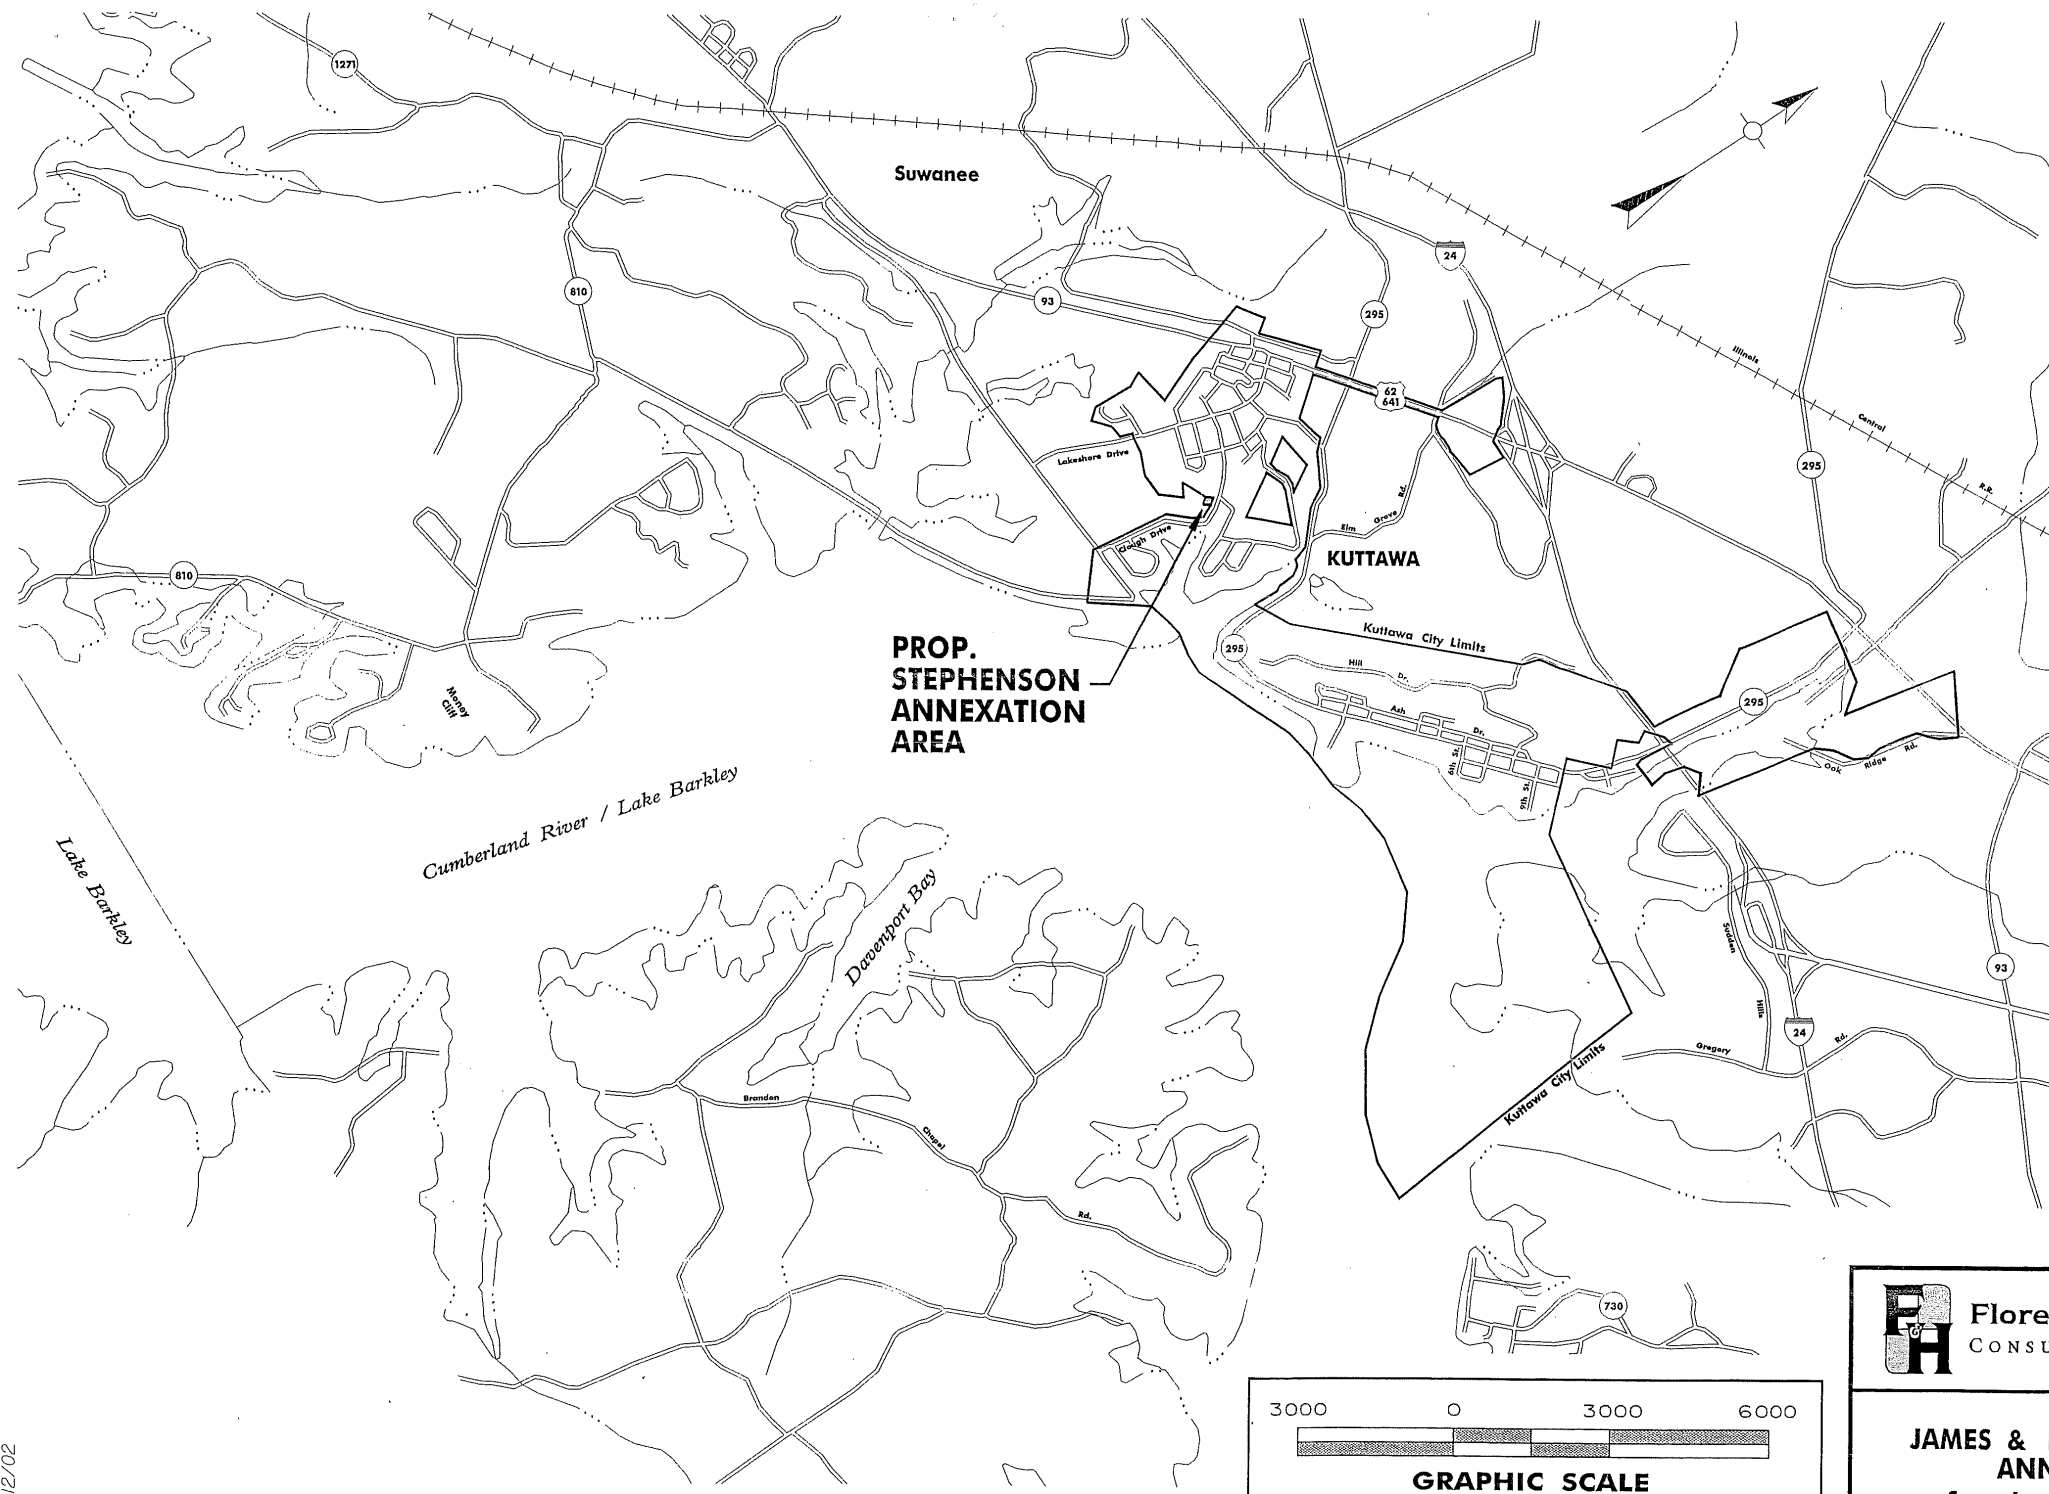 1271
Suwanee
24
810
93
295
Illinois
62
641
Central
295
Lakeshore Drive
R.R.
Elm Grove Rd.
Clough Drive
KUTTAWA
810
Kuttawa City Limits
PROP.
STEPHENSON
ANNEXATION
AREA
295
Hill Dr.
Money
Cliff
Ash Dr.
295
6th St.
Oak Ridge Rd.
9th St.
Cumberland River / Lake Barkley
Lake Barkley
Davenport Bay
Sudden Hills
93
24
Gregory Rd.
Kuttawa City Limits
Brandon Chapel Rd.
730
F&H
Flore
CONSU
3000 0 3000 6000
GRAPHIC SCALE
JAMES &
ANN
12/02